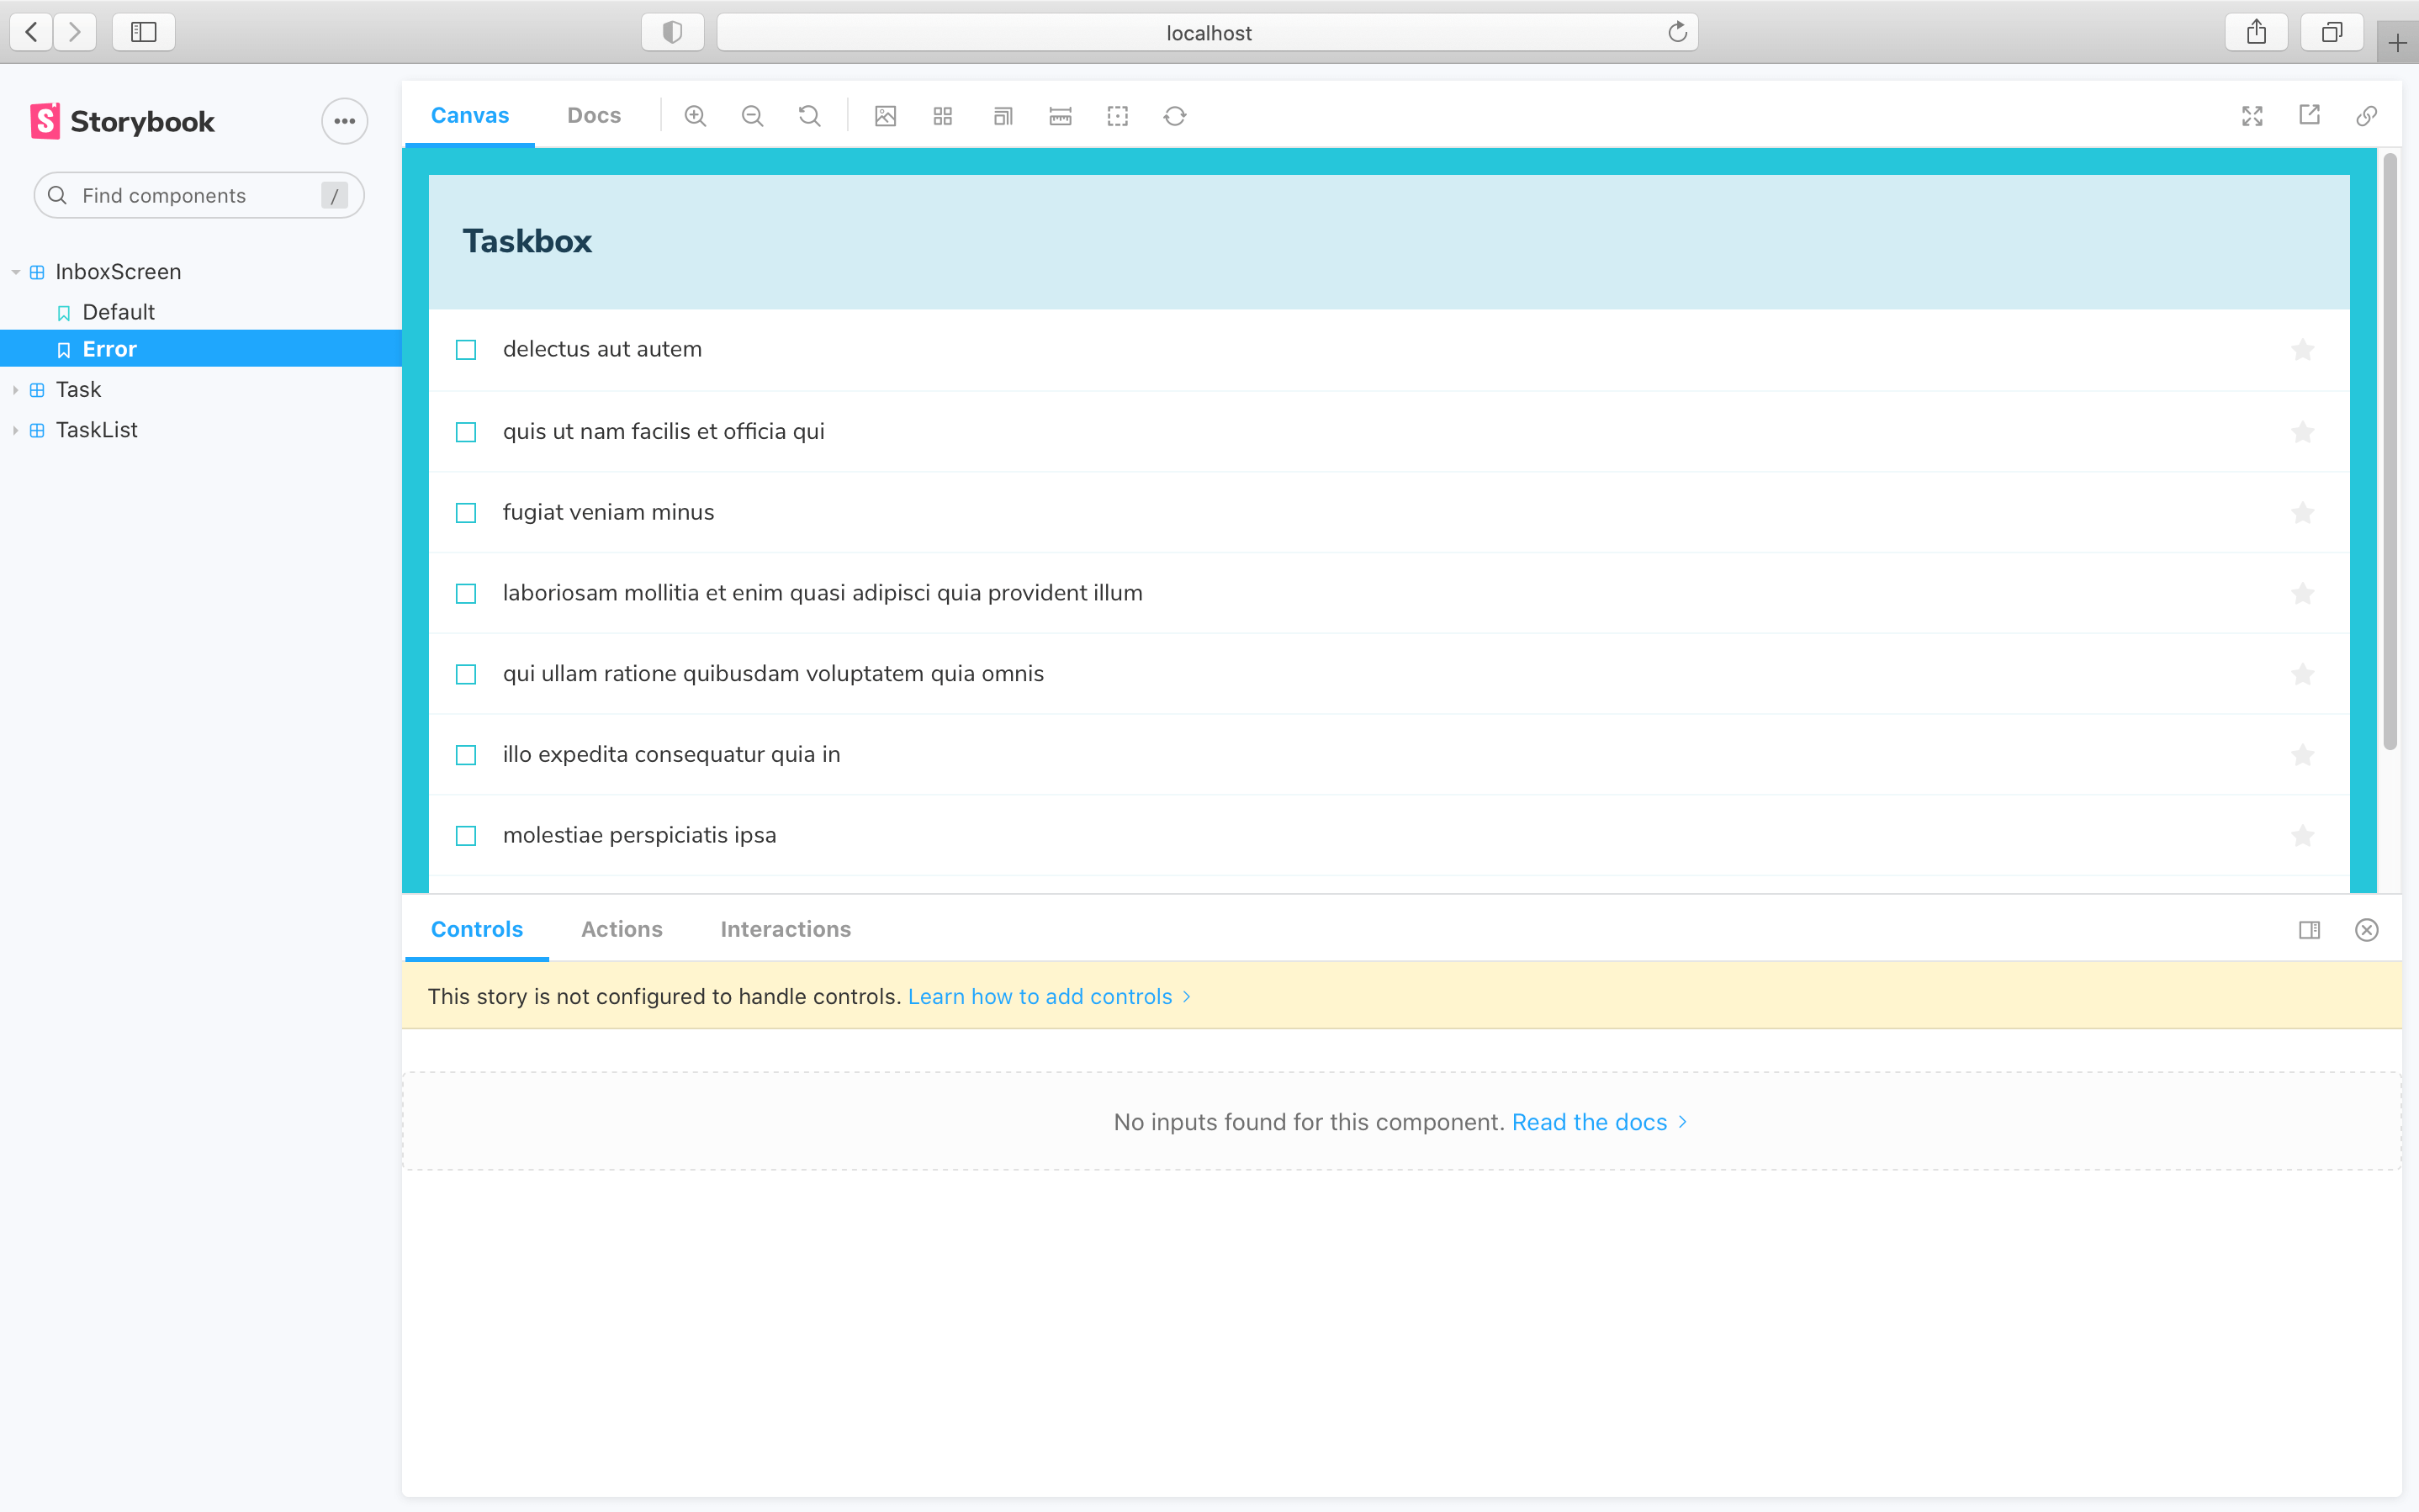 localhost
Storybook
Find components /
InboxScreen
Default
Error
Task
TaskList
Canvas Docs
Taskbox
delectus aut autem
quis ut nam facilis et officia qui
fugiat veniam minus
laboriosam mollitia et enim quasi adipisci quia provident illum
qui ullam ratione quibusdam voluptatem quia omnis
illo expedita consequatur quia in
molestiae perspiciatis ipsa
Controls Actions Interactions
This story is not configured to handle controls. Learn how to add controls
No inputs found for this component. Read the docs